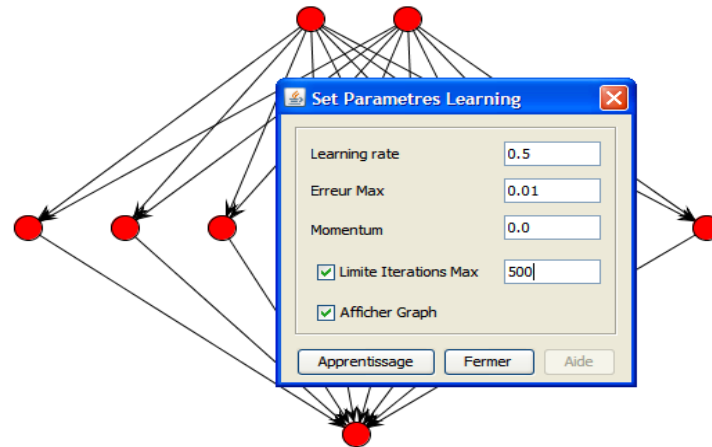 Set Parametres Learning
Learning rate 0.5
Erreur Max 0.01
Momentum 0.0
Limite Iterations Max 500
Afficher Graph
Apprentissage Fermer Aide